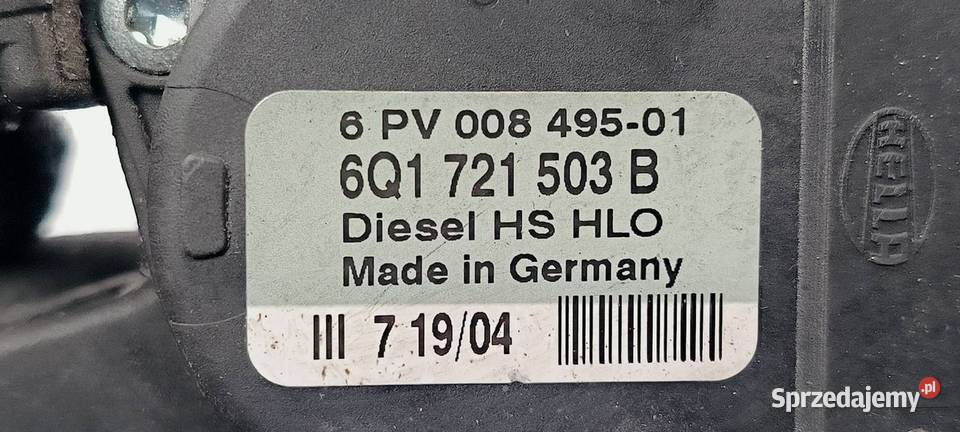 6 PV 008 495-01
6Q1 721 503 B
Diesel HS HLO
Made in Germany
III 7 19/04
HELLA
Sprzedajemy.pl